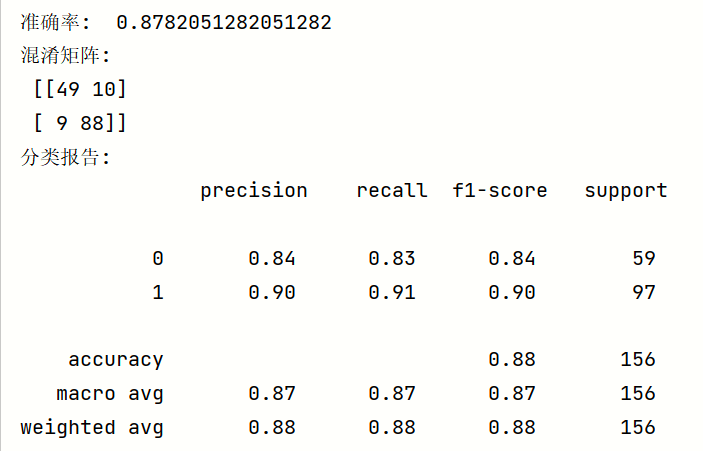 准确率： 0.8782051282051282
混淆矩阵:
[[49 10]
[ 9 88]]
分类报告:
precision recall f1-score support
0 0.84 0.83 0.84 59
1 0.90 0.91 0.90 97
accuracy 0.88 156
macro avg 0.87 0.87 0.87 156
weighted avg 0.88 0.88 0.88 156